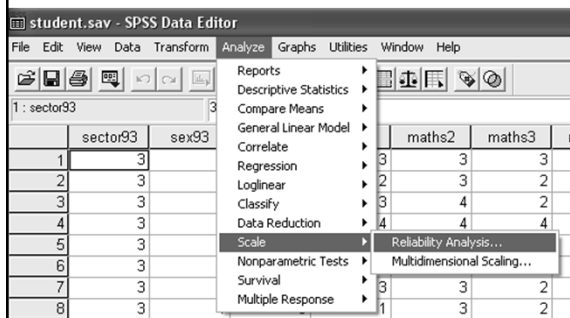 student.sav - SPSS Data Editor
File Edit View Data Transform Analyze Graphs Utilities Window Help
1 : sector93 3
sector93 sex93 maths2 maths3
Reports
Descriptive Statistics
Compare Means
General Linear Model
Correlate
Regression
Loglinear
Classify
Data Reduction
Scale
Nonparametric Tests
Survival
Multiple Response
Reliability Analysis...
Multidimensional Scaling...
1 3 3 3 3
2 3 2 3 2
3 3 3 4 2
4 3 4 4 4
5 3
6 3
7 3 3 3 2
8 3 1 3 2